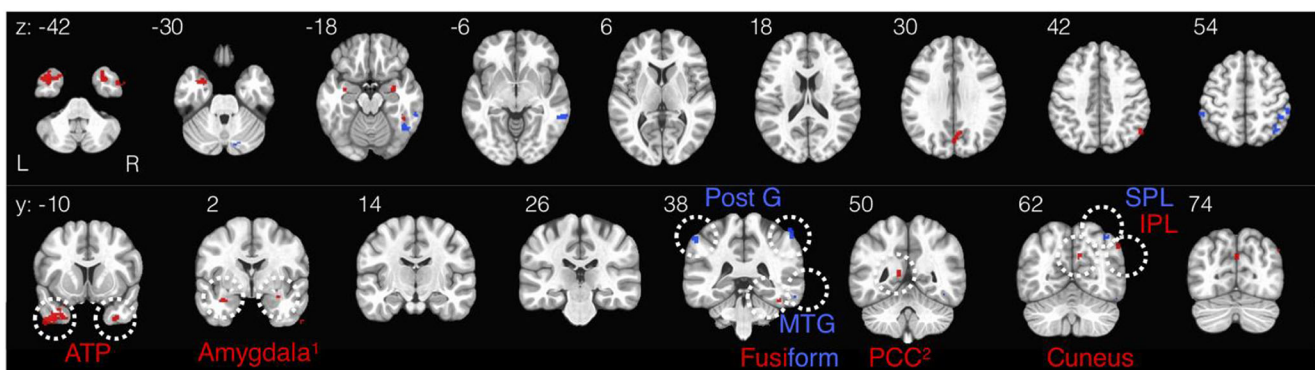 z: -42 -30 -18 -6 6 18 30 42 54
L R
y: -10 2 14 26 38 Post G 50 62 SPL 74
IPL
MTG
ATP Amygdala¹ Fusiform PCC² Cuneus